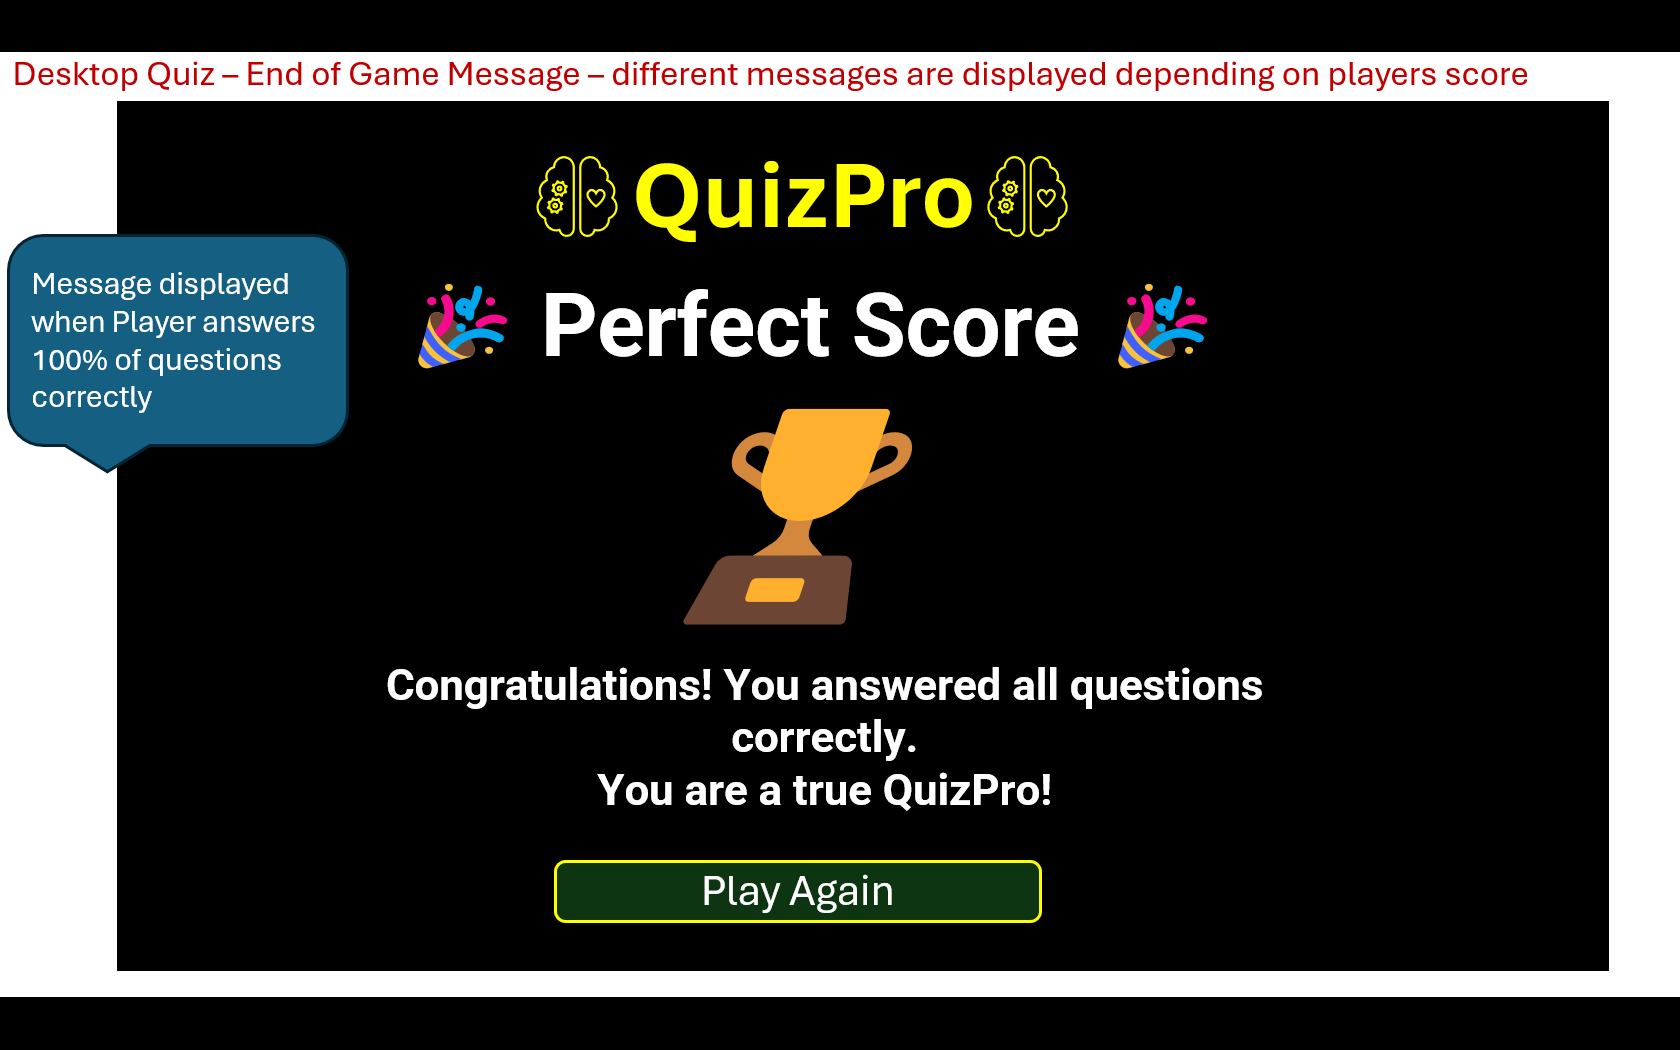 Desktop Quiz – End of Game Message – different messages are displayed depending on players score
QuizPro
Message displayed
when Player answers
100% of questions
correctly
Perfect Score
Congratulations! You answered all questions
correctly.
You are a true QuizPro!
Play Again